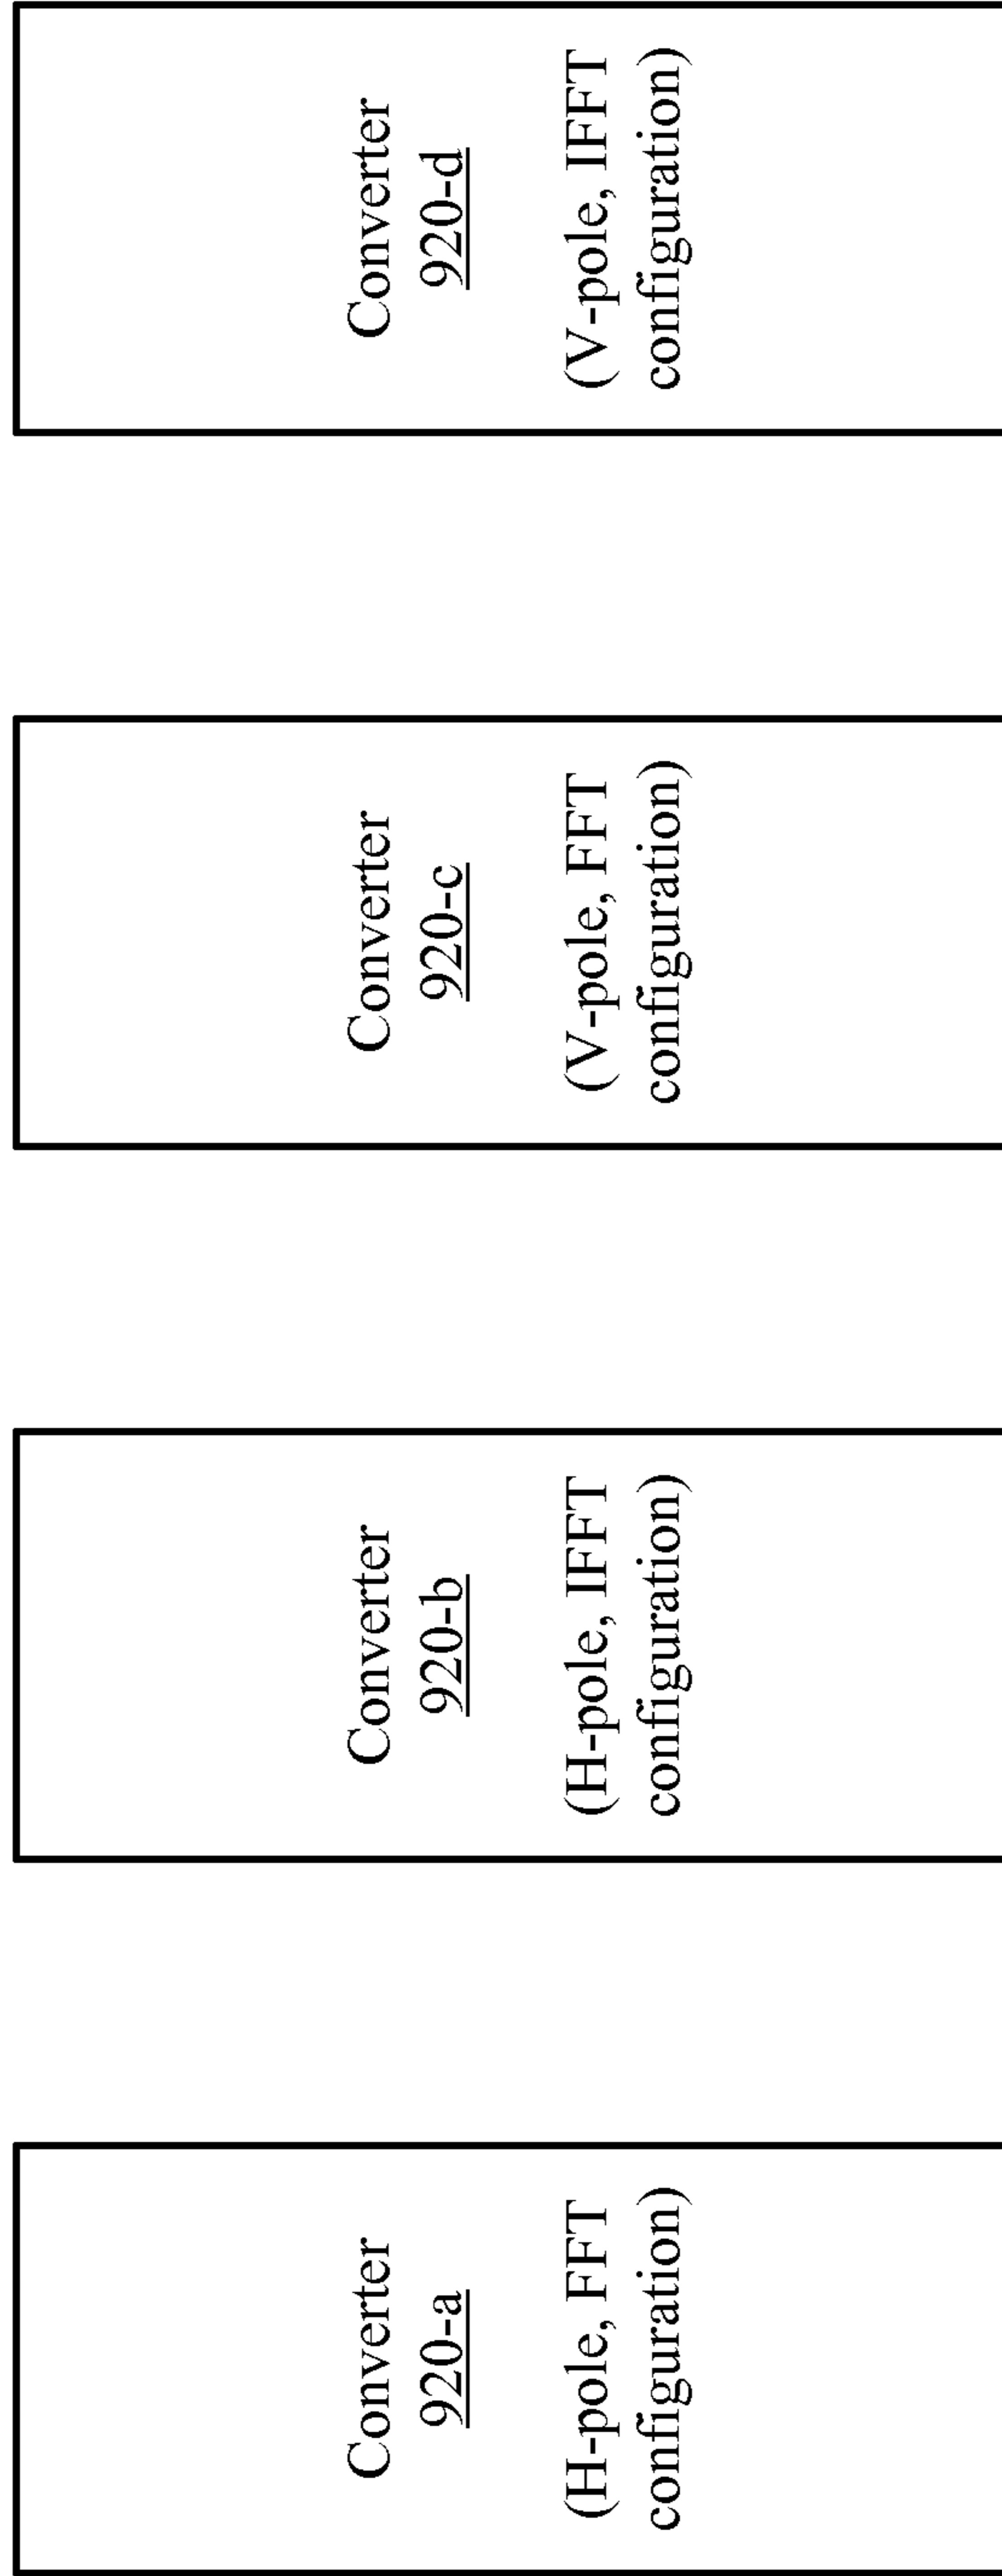 Converter
920-a
(H-pole, FFT
configuration)
Converter
920-b
(H-pole, IFFT
configuration)
Converter
920-c
(V-pole, FFT
configuration)
Converter
920-d
(V-pole, IFFT
configuration)